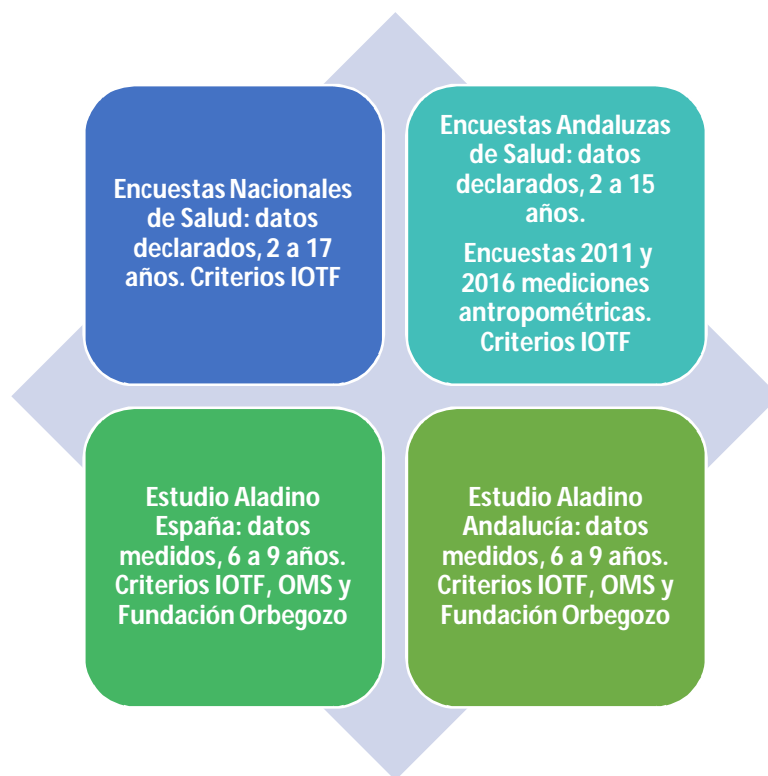 Encuestas Nacionales
de Salud: datos
declarados, 2 a 17
años. Criterios IOTF
Encuestas Andaluzas
de Salud: datos
declarados, 2 a 15
años.
Encuestas 2011 y
2016 mediciones
antropométricas.
Criterios IOTF
Estudio Aladino
España: datos
medidos, 6 a 9 años.
Criterios IOTF, OMS y
Fundación Orbegozo
Estudio Aladino
Andalucía: datos
medidos, 6 a 9 años.
Criterios IOTF, OMS y
Fundación Orbegozo